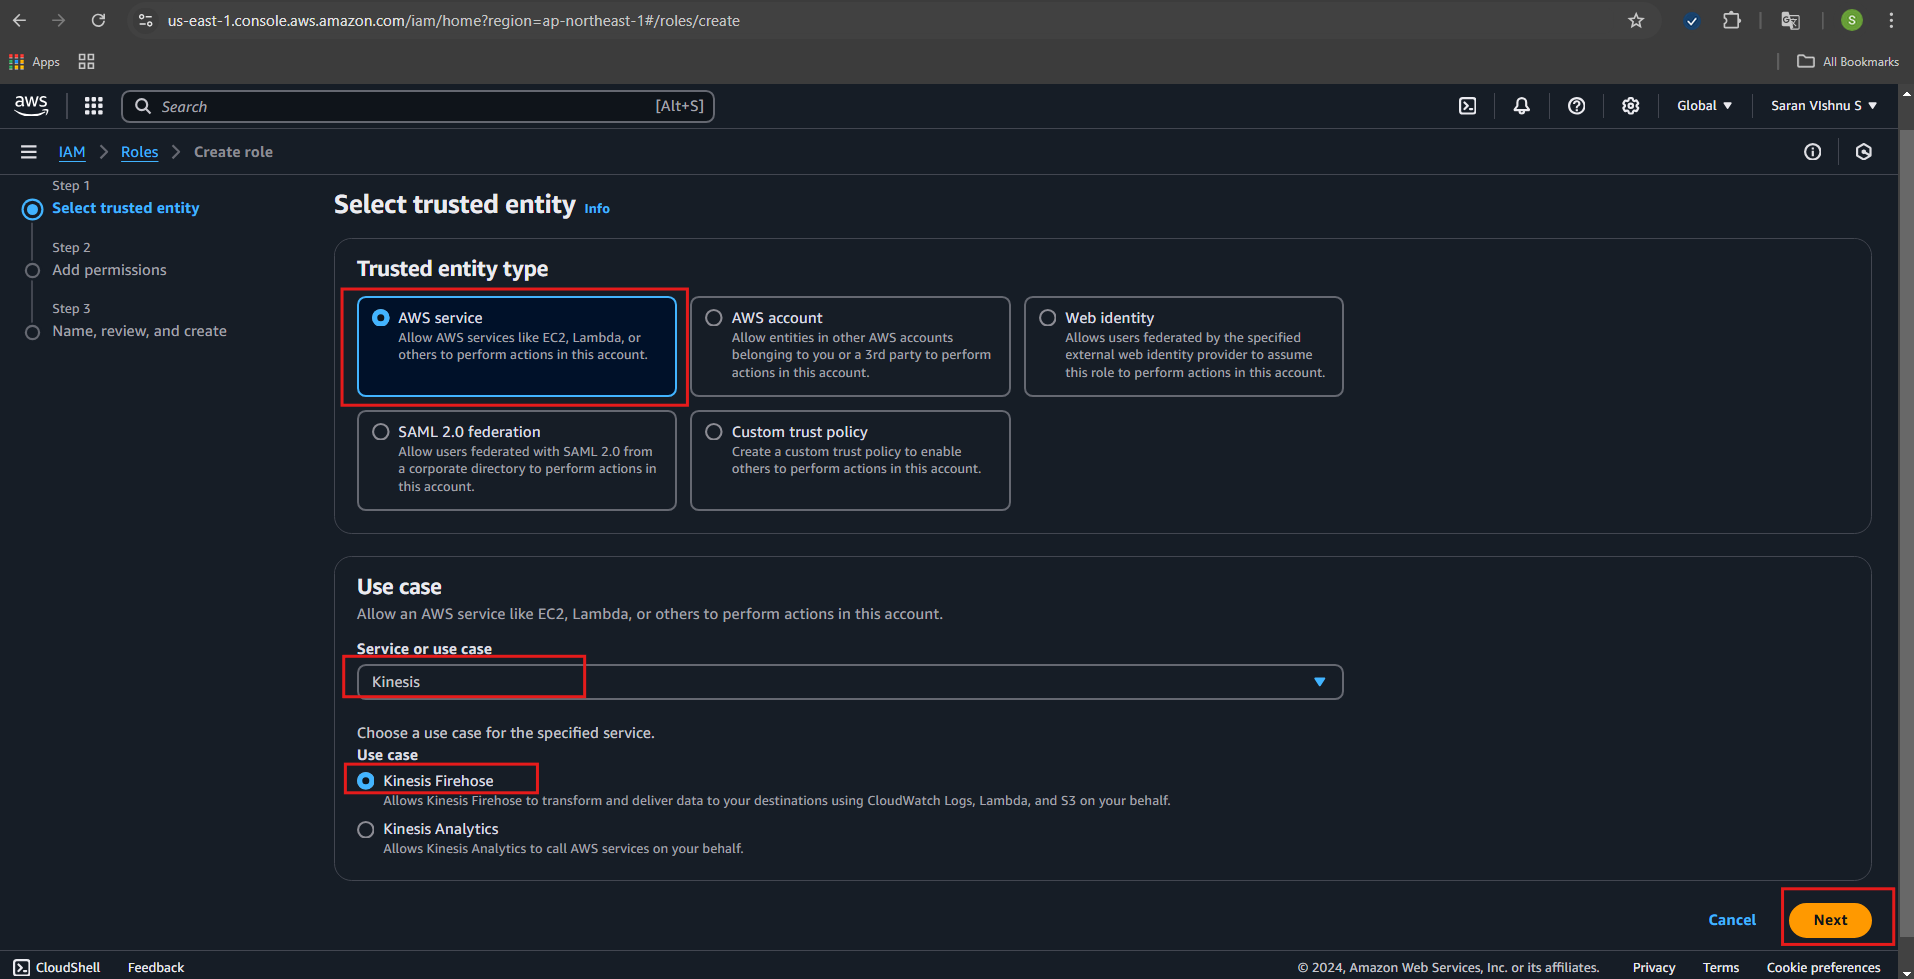 us-east-1.console.aws.amazon.com/iam/home?region=ap-northeast-1#/roles/create
S
Apps
All Bookmarks
aws
Search
[Alt+S]
Global
Saran VIshnu S
IAM
Roles
Create role
Step 1
Select trusted entity
Step 2
Add permissions
Step 3
Name, review, and create
Select trusted entity Info
Trusted entity type
AWS service
Allow AWS services like EC2, Lambda, or
others to perform actions in this account.
AWS account
Allow entities in other AWS accounts
belonging to you or a 3rd party to perform
actions in this account.
Web identity
Allows users federated by the specified
external web identity provider to assume
this role to perform actions in this account.
SAML 2.0 federation
Allow users federated with SAML 2.0 from
a corporate directory to perform actions in
this account.
Custom trust policy
Create a custom trust policy to enable
others to perform actions in this account.
Use case
Allow an AWS service like EC2, Lambda, or others to perform actions in this account.
Service or use case
Kinesis
Choose a use case for the specified service.
Use case
Kinesis Firehose
Allows Kinesis Firehose to transform and deliver data to your destinations using CloudWatch Logs, Lambda, and S3 on your behalf.
Kinesis Analytics
Allows Kinesis Analytics to call AWS services on your behalf.
Cancel
Next
CloudShell
Feedback
© 2024, Amazon Web Services, Inc. or its affiliates.
Privacy
Terms
Cookie preferences